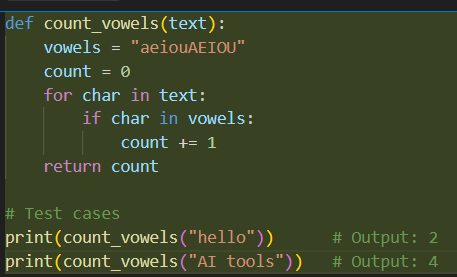 def count_vowels(text):
    vowels = "aeiouAEIOU"
    count = 0
    for char in text:
        if char in vowels:
            count += 1
    return count

# Test cases
print(count_vowels("hello"))      # Output: 2
print(count_vowels("AI tools"))   # Output: 4